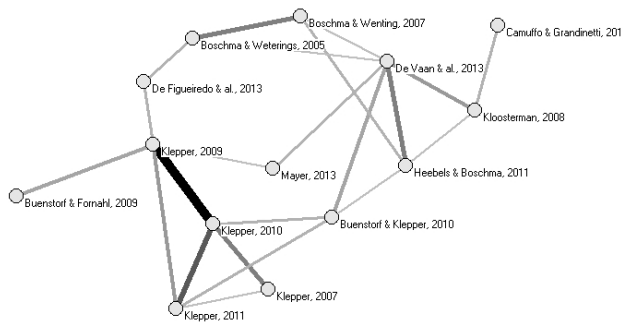 Boschma & Wenting, 2007
Camuffo & Grandinetti, 201
Boschma & Weterings, 2005
De Vaan & al., 2013
De Figueiredo & al., 2013
Kloosterman, 2008
Klepper, 2009
Mayer, 2013
Heebels & Boschma, 2011
Buenstorf & Fornahl, 2009
Buenstorf & Klepper, 2010
Klepper, 2010
Klepper, 2007
Klepper, 2011